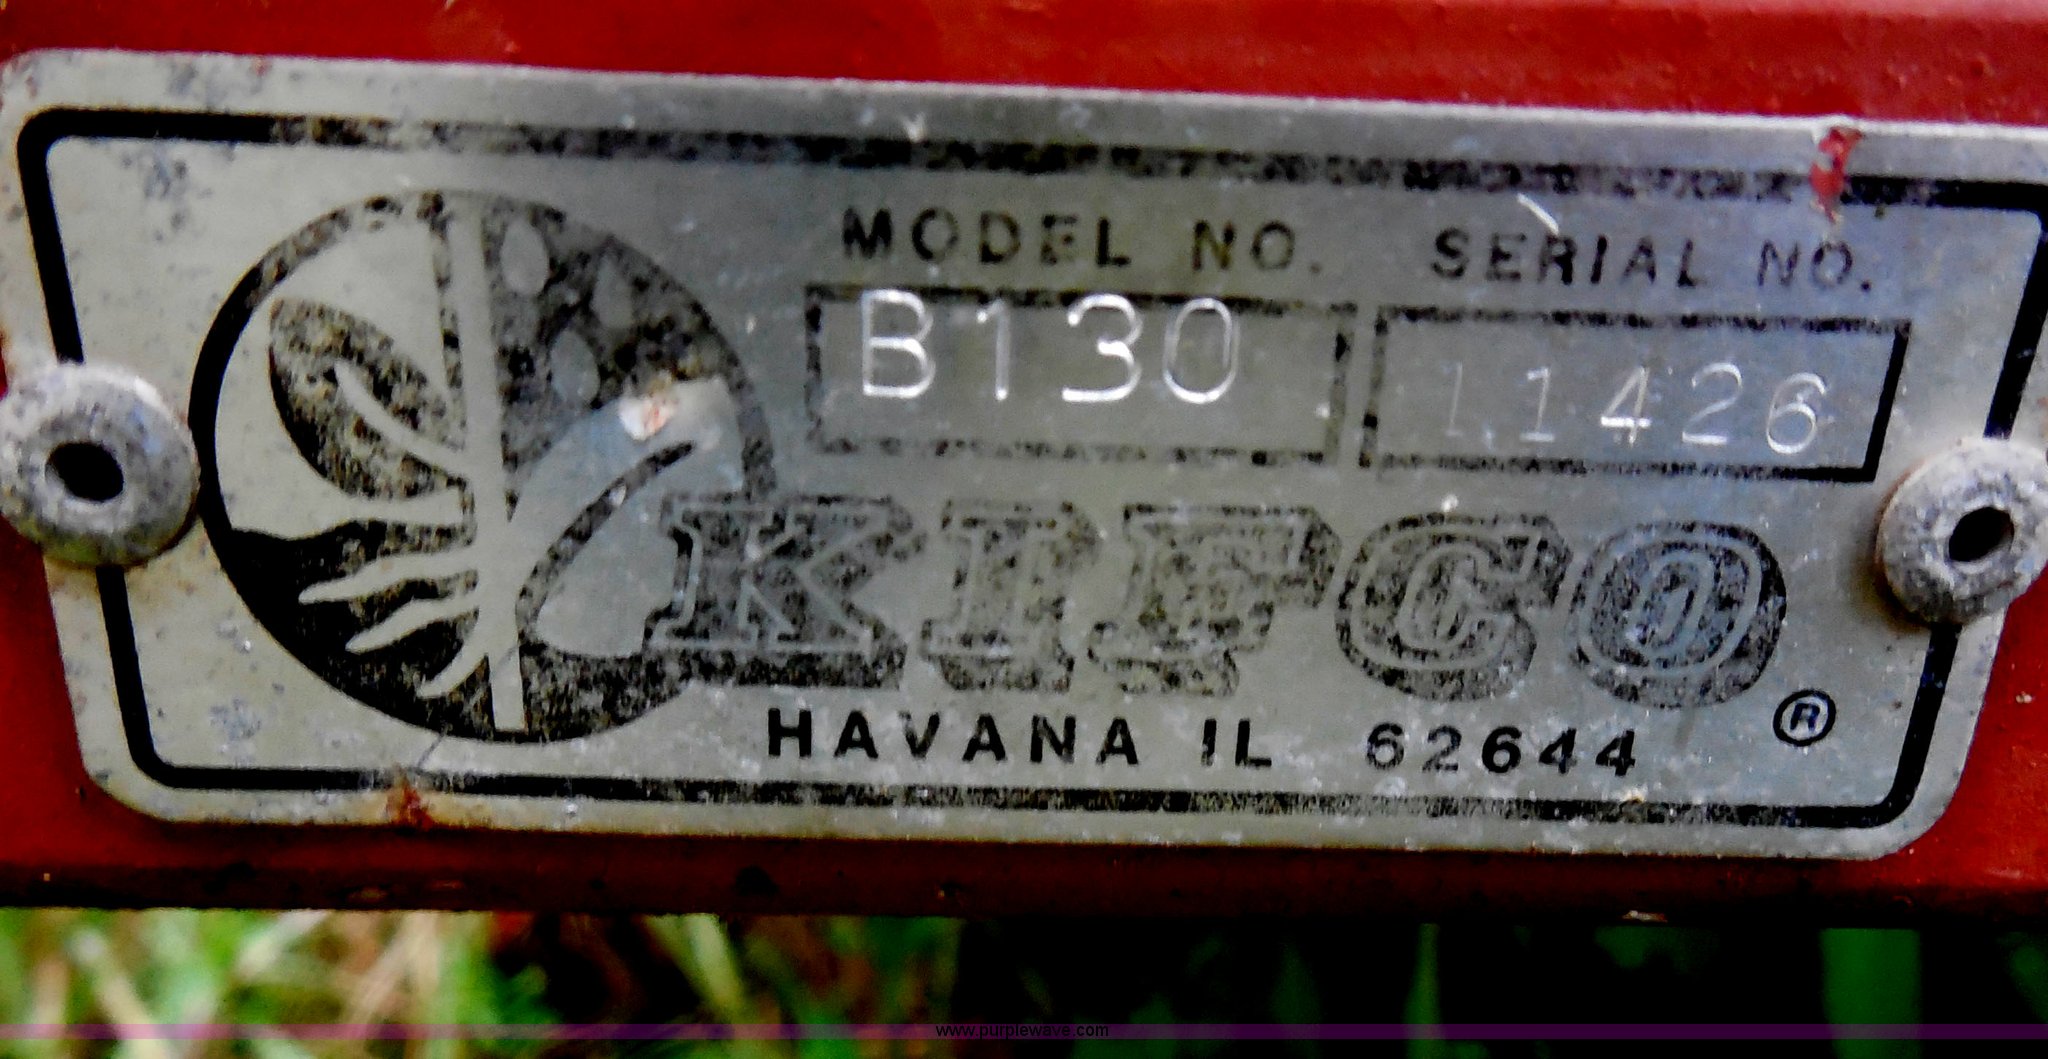 MODEL NO. SERIAL NO.
B130 11426
KIFCO
®
HAVANA IL 62644
www.purplewave.com